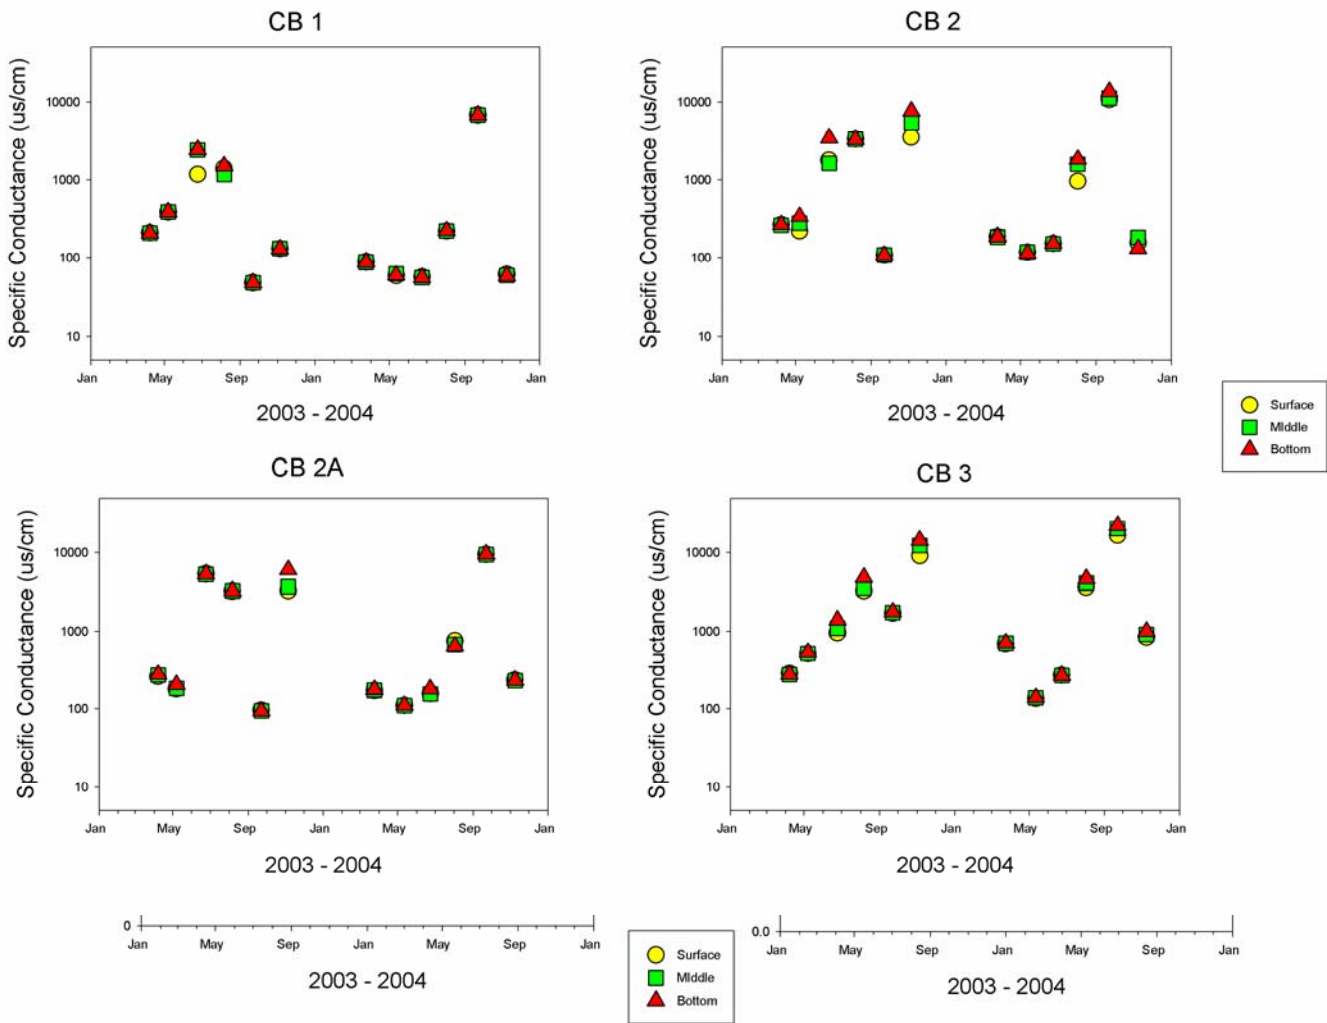 CB 1
Specific Conductance (us/cm)
10000
1000
100
10
Jan May Sep Jan May Sep Jan
2003 - 2004
CB 2
Specific Conductance (us/cm)
10000
1000
100
10
Jan May Sep Jan May Sep Jan
2003 - 2004
Surface
MIddle
Bottom
CB 2A
Specific Conductance (us/cm)
10000
1000
100
10
Jan May Sep Jan May Sep Jan
2003 - 2004
CB 3
Specific Conductance (us/cm)
10000
1000
100
10
Jan May Sep Jan May Sep Jan
2003 - 2004
0
Jan May Sep Jan May Sep Jan
2003 - 2004
Surface
MIddle
Bottom
0.0
Jan May Sep Jan May Sep Jan
2003 - 2004